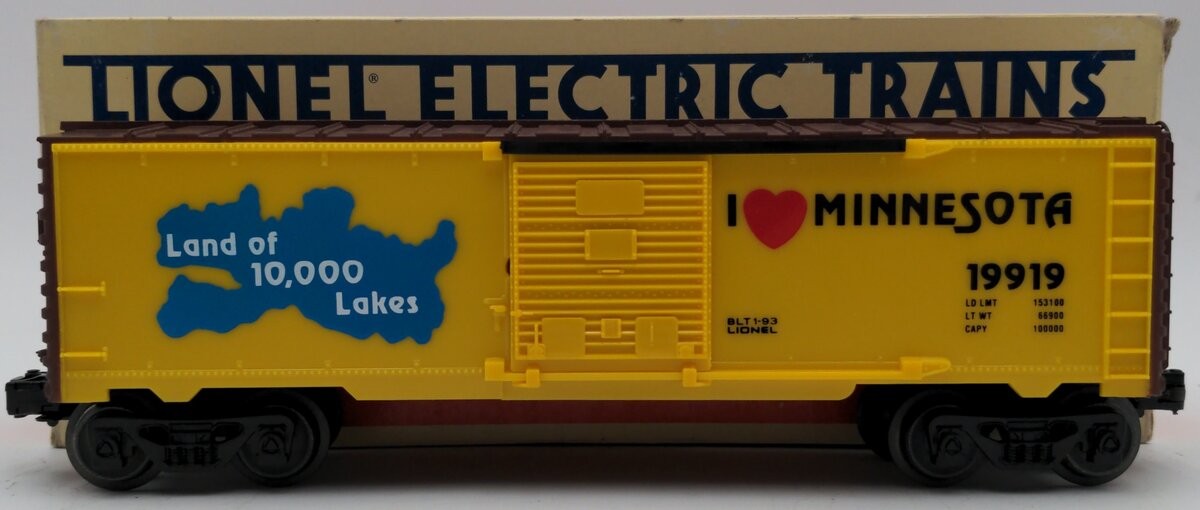 LIONEL® ELECTRIC TRAINS
Land of
10,000
Lakes
I ❤ MINNESOTA
19919
LD LMT 153100
LT WT 66900
CAPY 100000
BLT 1-93
LIONEL